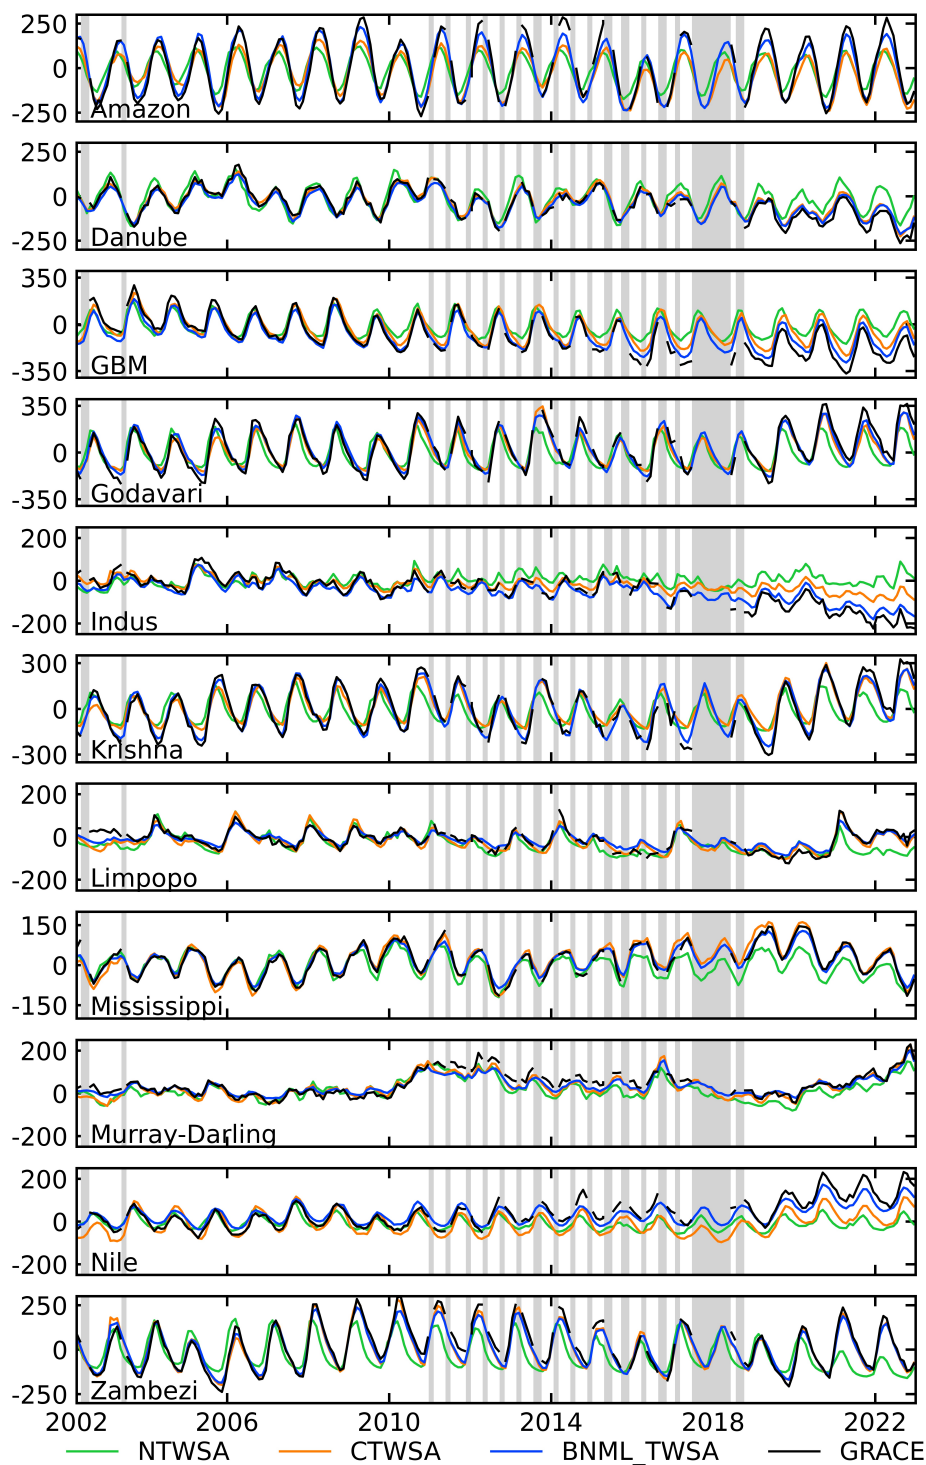 250
0
-250
Amazon
250
0
-250
Danube
350
0
-350
GBM
350
0
-350
Godavari
200
0
-200
Indus
300
0
-300
Krishna
200
0
-200
Limpopo
150
0
-150
Mississippi
200
0
-200
Murray-Darling
200
0
-200
Nile
250
0
-250
Zambezi
2002 2006 2010 2014 2018 2022
NTWSA CTWSA BNML_TWSA GRACE